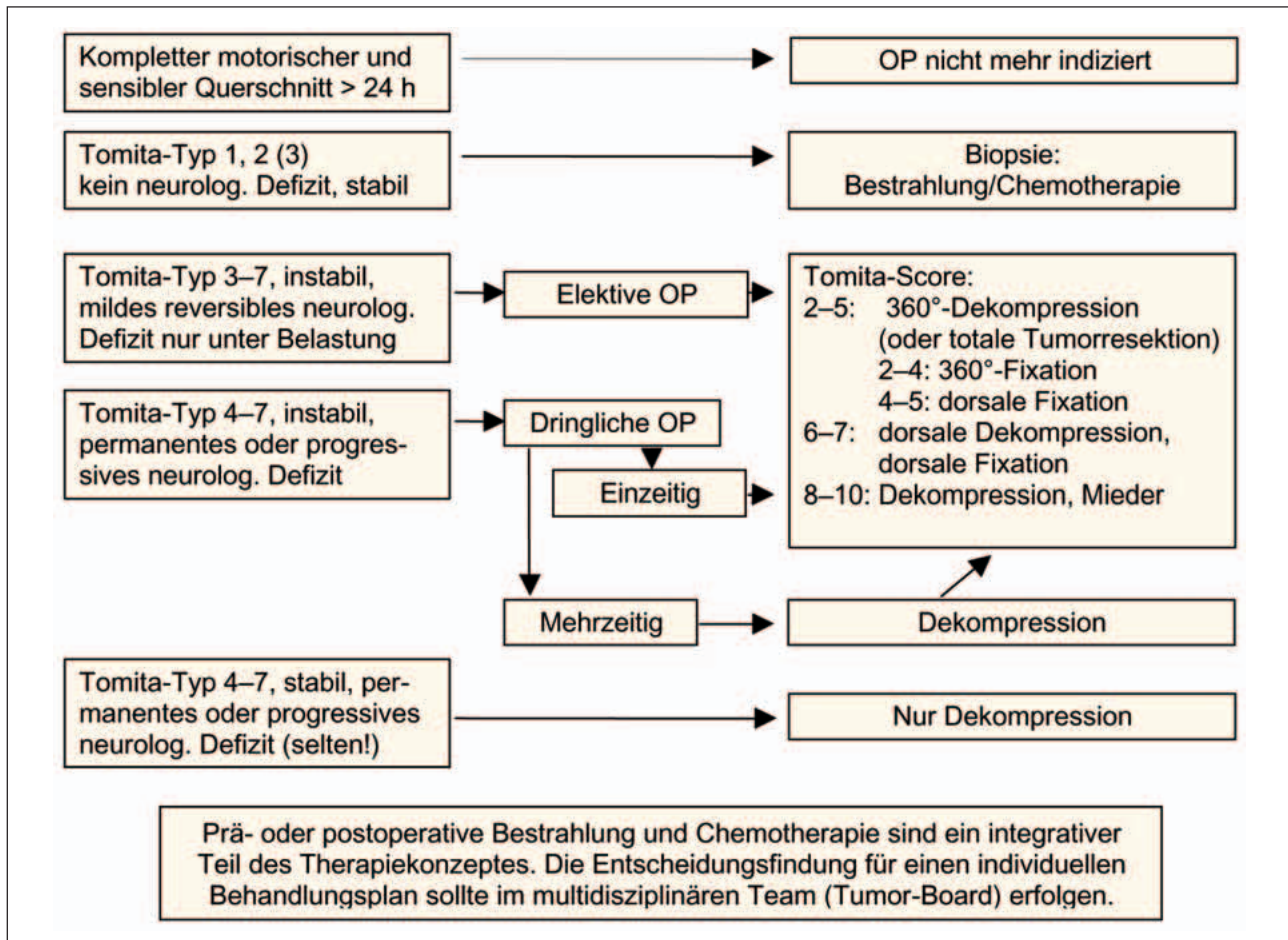 Kompletter motorischer und
sensibler Querschnitt > 24 h
OP nicht mehr indiziert
Tomita-Typ 1, 2 (3)
kein neurolog. Defizit, stabil
Biopsie:
Bestrahlung/Chemotherapie
Tomita-Typ 3–7, instabil,
mildes reversibles neurolog.
Defizit nur unter Belastung
Elektive OP
Tomita-Score:
2–5: 360°-Dekompression
(oder totale Tumorresektion)
2–4: 360°-Fixation
4–5: dorsale Fixation
6–7: dorsale Dekompression,
dorsale Fixation
8–10: Dekompression, Mieder
Tomita-Typ 4–7, instabil,
permanentes oder progres-
sives neurolog. Defizit
Dringliche OP
Einzeitig
Mehrzeitig
Dekompression
Tomita-Typ 4–7, stabil, per-
manentes oder progressives
neurolog. Defizit (selten!)
Nur Dekompression
Prä- oder postoperative Bestrahlung und Chemotherapie sind ein integrativer
Teil des Therapiekonzeptes. Die Entscheidungsfindung für einen individuellen
Behandlungsplan sollte im multidisziplinären Team (Tumor-Board) erfolgen.